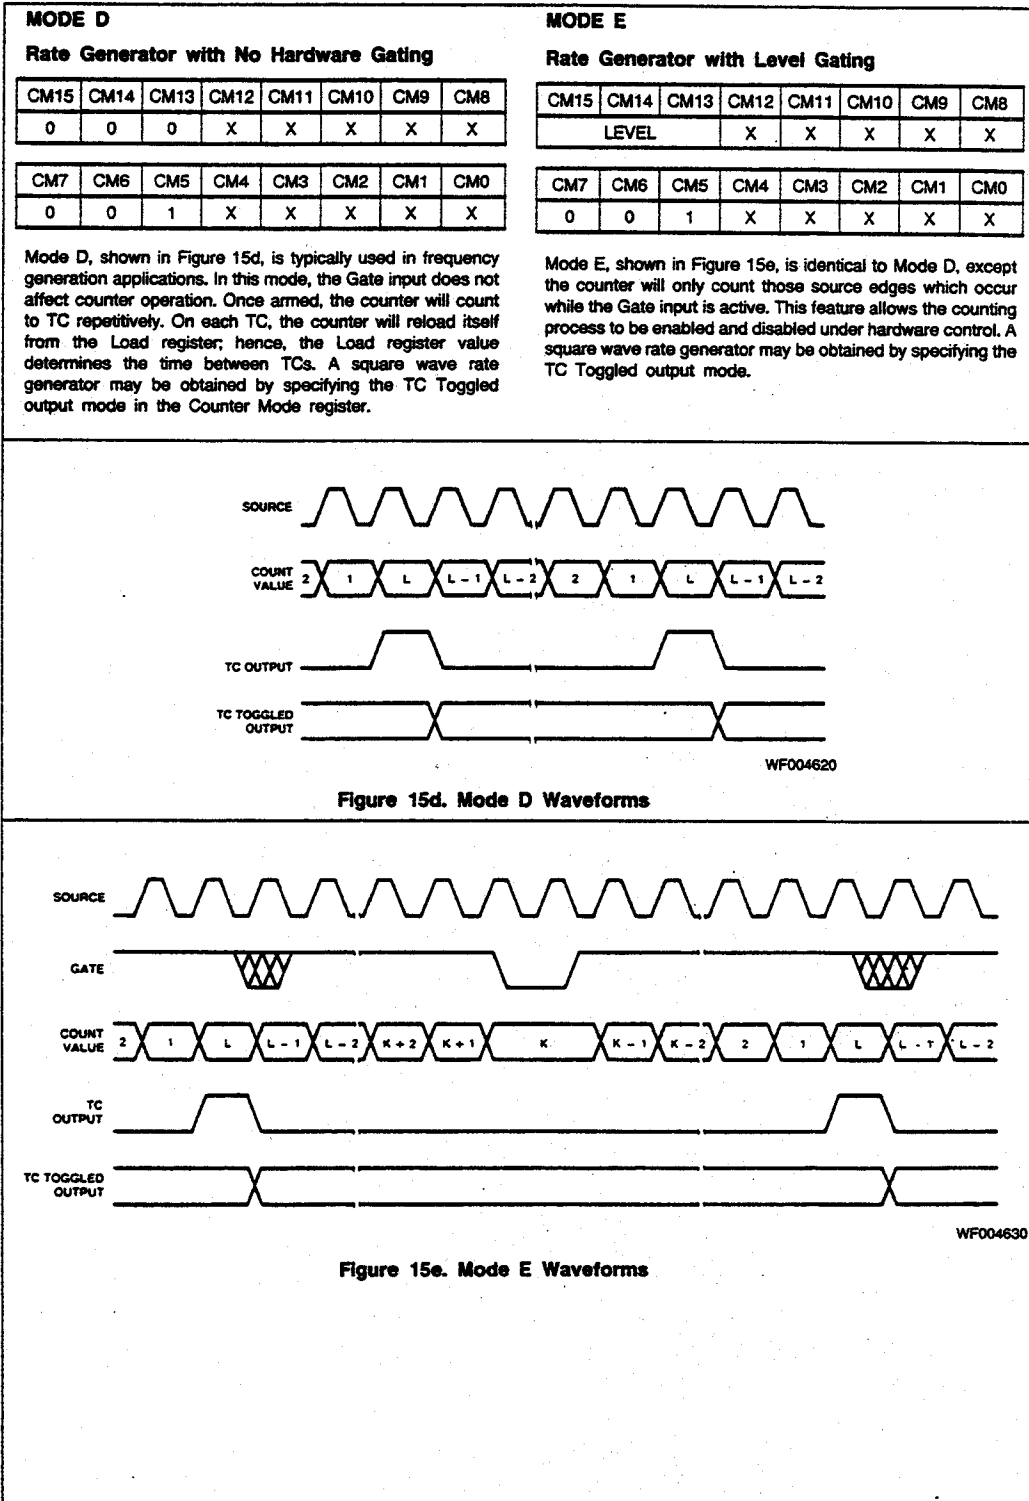 MODE D
Rate Generator with No Hardware Gating
CM15 CM14 CM13 CM12 CM11 CM10 CM9 CM8
0 0 0 X X X X X
CM7 CM6 CM5 CM4 CM3 CM2 CM1 CM0
0 0 1 X X X X X
Mode D, shown in Figure 15d, is typically used in frequency
generation applications. In this mode, the Gate input does not
affect counter operation. Once armed, the counter will count
to TC repetitively. On each TC, the counter will reload itself
from the Load register; hence, the Load register value
determines the time between TCs. A square wave rate
generator may be obtained by specifying the TC Toggled
output mode in the Counter Mode register.
MODE E
Rate Generator with Level Gating
CM15 CM14 CM13 CM12 CM11 CM10 CM9 CM8
LEVEL X X X X X
CM7 CM6 CM5 CM4 CM3 CM2 CM1 CM0
0 0 1 X X X X X
Mode E, shown in Figure 15e, is identical to Mode D, except
the counter will only count those source edges which occur
while the Gate input is active. This feature allows the counting
process to be enabled and disabled under hardware control. A
square wave rate generator may be obtained by specifying the
TC Toggled output mode.
SOURCE
COUNT
VALUE
2 1 L L - 1 L - 2 2 1 L L - 1 L - 2
TC OUTPUT
TC TOGGLED
OUTPUT
WF004620
Figure 15d. Mode D Waveforms
SOURCE
GATE
COUNT
VALUE
2 1 L L - 1 L - 2 K + 2 K + 1 K K - 1 K - 2 2 1 L L - 1 L - 2
TC
OUTPUT
TC TOGGLED
OUTPUT
WF004630
Figure 15e. Mode E Waveforms